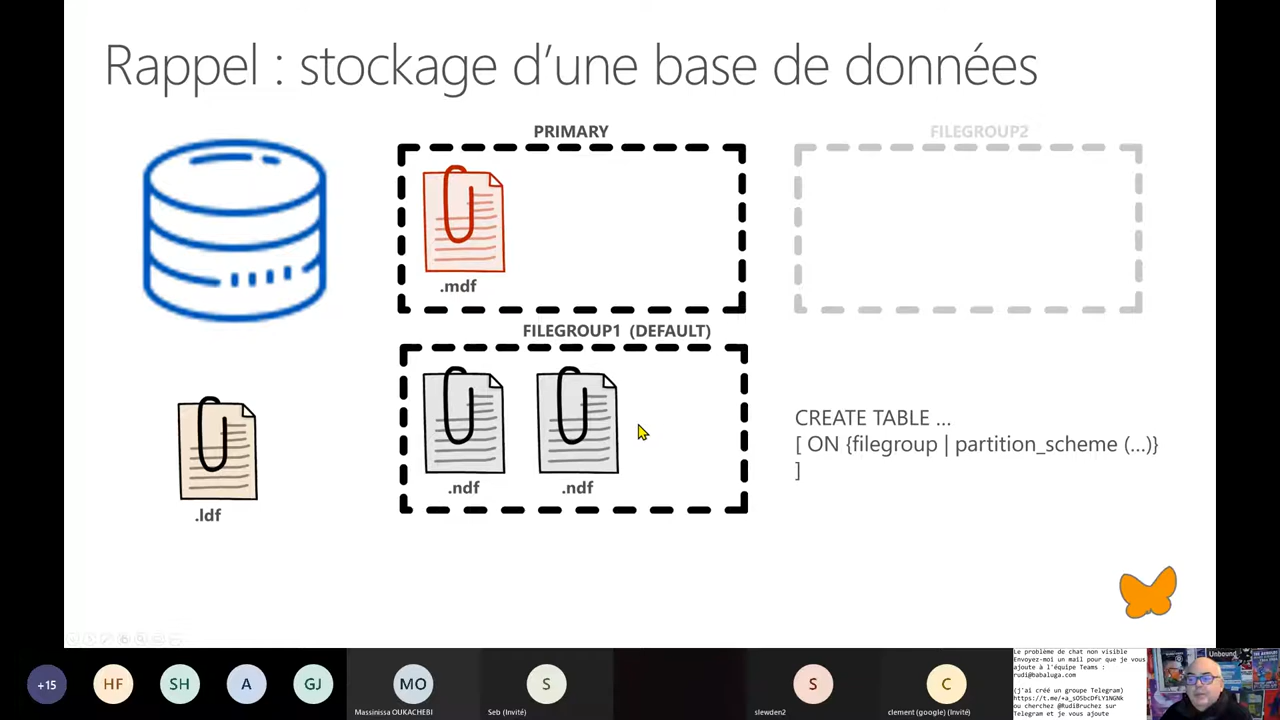 Rappel : stockage d'une base de données
PRIMARY
FILEGROUP2
.mdf
FILEGROUP1 (DEFAULT)
CREATE TABLE ...
[ ON {filegroup | partition_scheme (...)}
]
.ndf
.ndf
.ldf
+15
HF
SH
A
GJ
MO
Massinissa OUKACHEBI
S
Seb (Invité)
S
slewden2
C
clement (google) (Invité)
Le problème de chat non visible
Envoyez-moi un mail pour que je vous
ajoute à l'équipe Teams :
rudi@babaluga.com
(j'ai créé un groupe Telegram)
ou cherchez @RudiBruchez sur
Telegram et je vous ajoute
Unbound